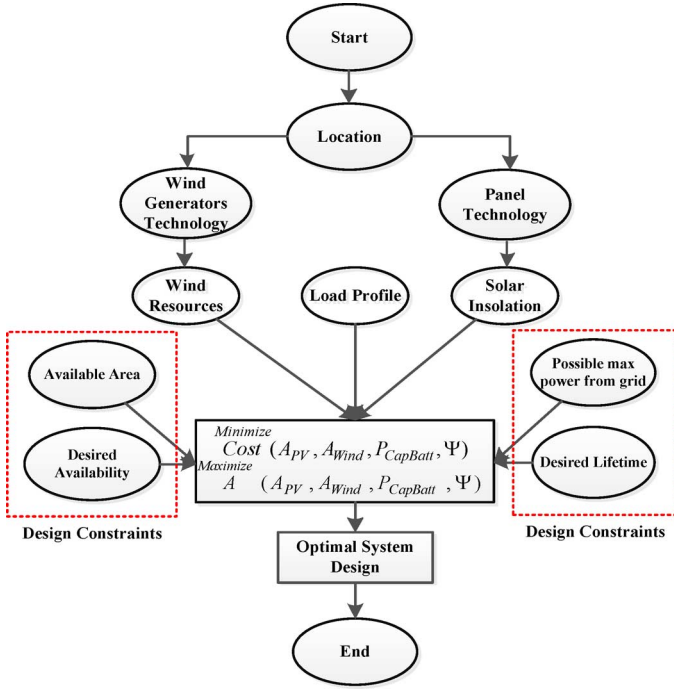 Start
Location
Wind
Generators
Technology
Panel
Technology
Wind
Resources
Load Profile
Solar
Insolation
Available Area
Desired
Availability
Design Constraints
Possible max
power from grid
Desired Lifetime
Design Constraints
Minimize
Cost (A_PV , A_Wind , P_CapBatt , Ψ)
Maximize
A (A_PV , A_Wind , P_CapBatt , Ψ)
Optimal System
Design
End